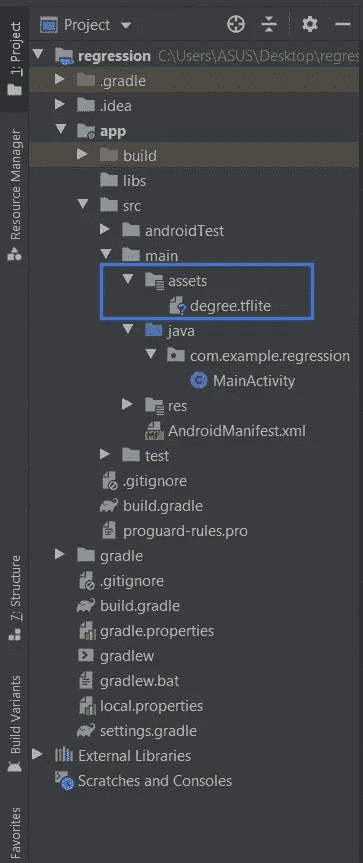 Project
regression C:\Users\ASUS\Desktop\regres
.gradle
.idea
app
build
libs
src
androidTest
main
assets
degree.tflite
java
com.example.regression
MainActivity
res
AndroidManifest.xml
test
.gitignore
build.gradle
proguard-rules.pro
gradle
.gitignore
build.gradle
gradle.properties
gradlew
gradlew.bat
local.properties
settings.gradle
External Libraries
Scratches and Consoles
1: Project
Resource Manager
7: Structure
Build Variants
Favorites